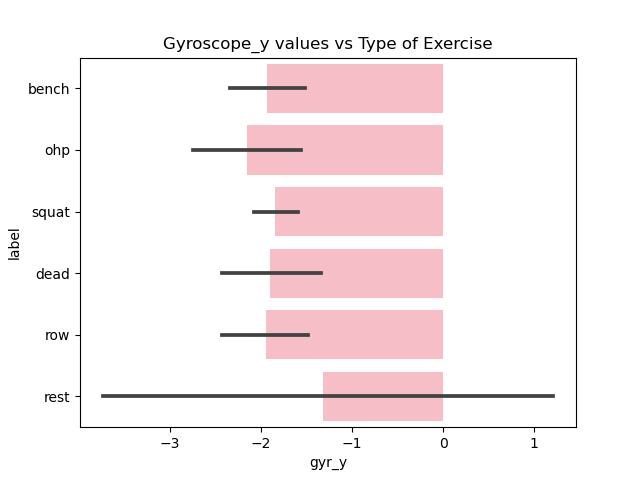 Gyroscope_y values vs Type of Exercise
bench
ohp
squat
dead
row
rest
label
−3 −2 −1 0 1
gyr_y